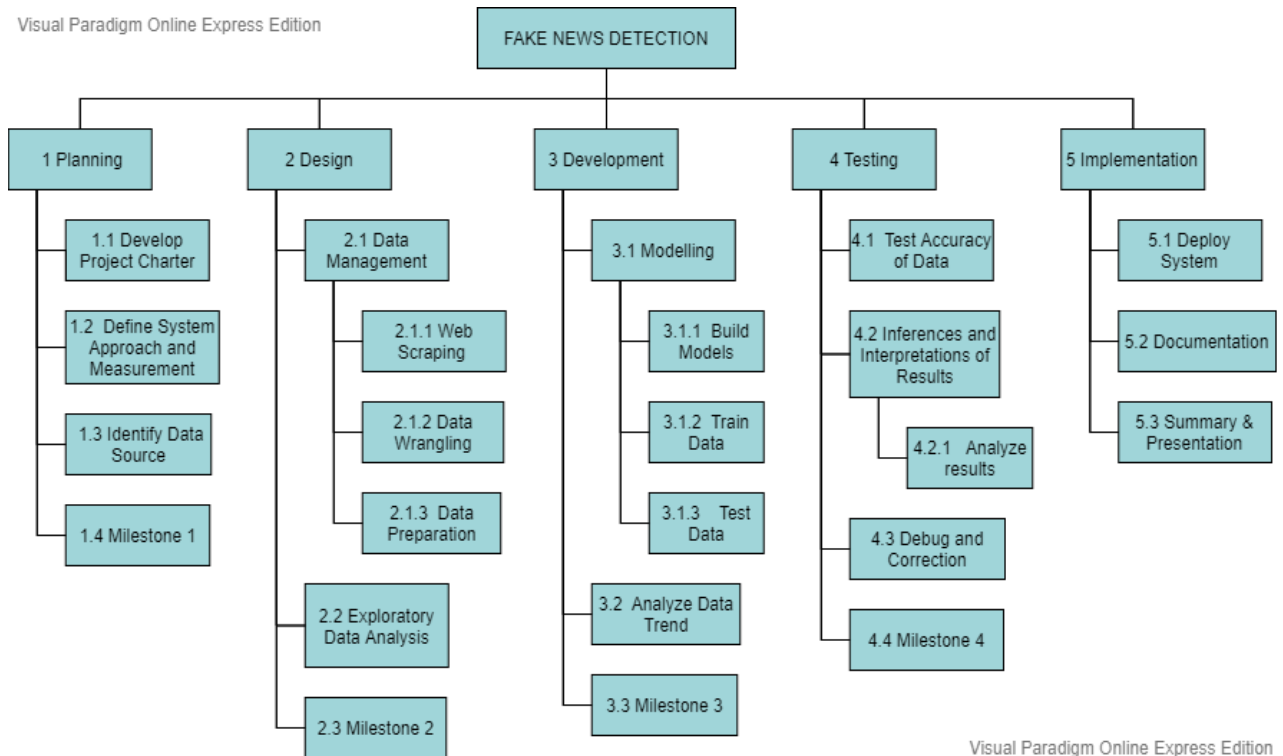 Visual Paradigm Online Express Edition
FAKE NEWS DETECTION
1 Planning
1.1 Develop
Project Charter
1.2 Define System
Approach and
Measurement
1.3 Identify Data
Source
1.4 Milestone 1
2 Design
2.1 Data
Management
2.1.1 Web
Scraping
2.1.2 Data
Wrangling
2.1.3 Data
Preparation
2.2 Exploratory
Data Analysis
2.3 Milestone 2
3 Development
3.1 Modelling
3.1.1 Build
Models
3.1.2 Train
Data
3.1.3 Test
Data
3.2 Analyze Data
Trend
3.3 Milestone 3
4 Testing
4.1 Test Accuracy
of Data
4.2 Inferences and
Interpretations of
Results
4.2.1 Analyze
results
4.3 Debug and
Correction
4.4 Milestone 4
5 Implementation
5.1 Deploy
System
5.2 Documentation
5.3 Summary &
Presentation
Visual Paradigm Online Express Edition